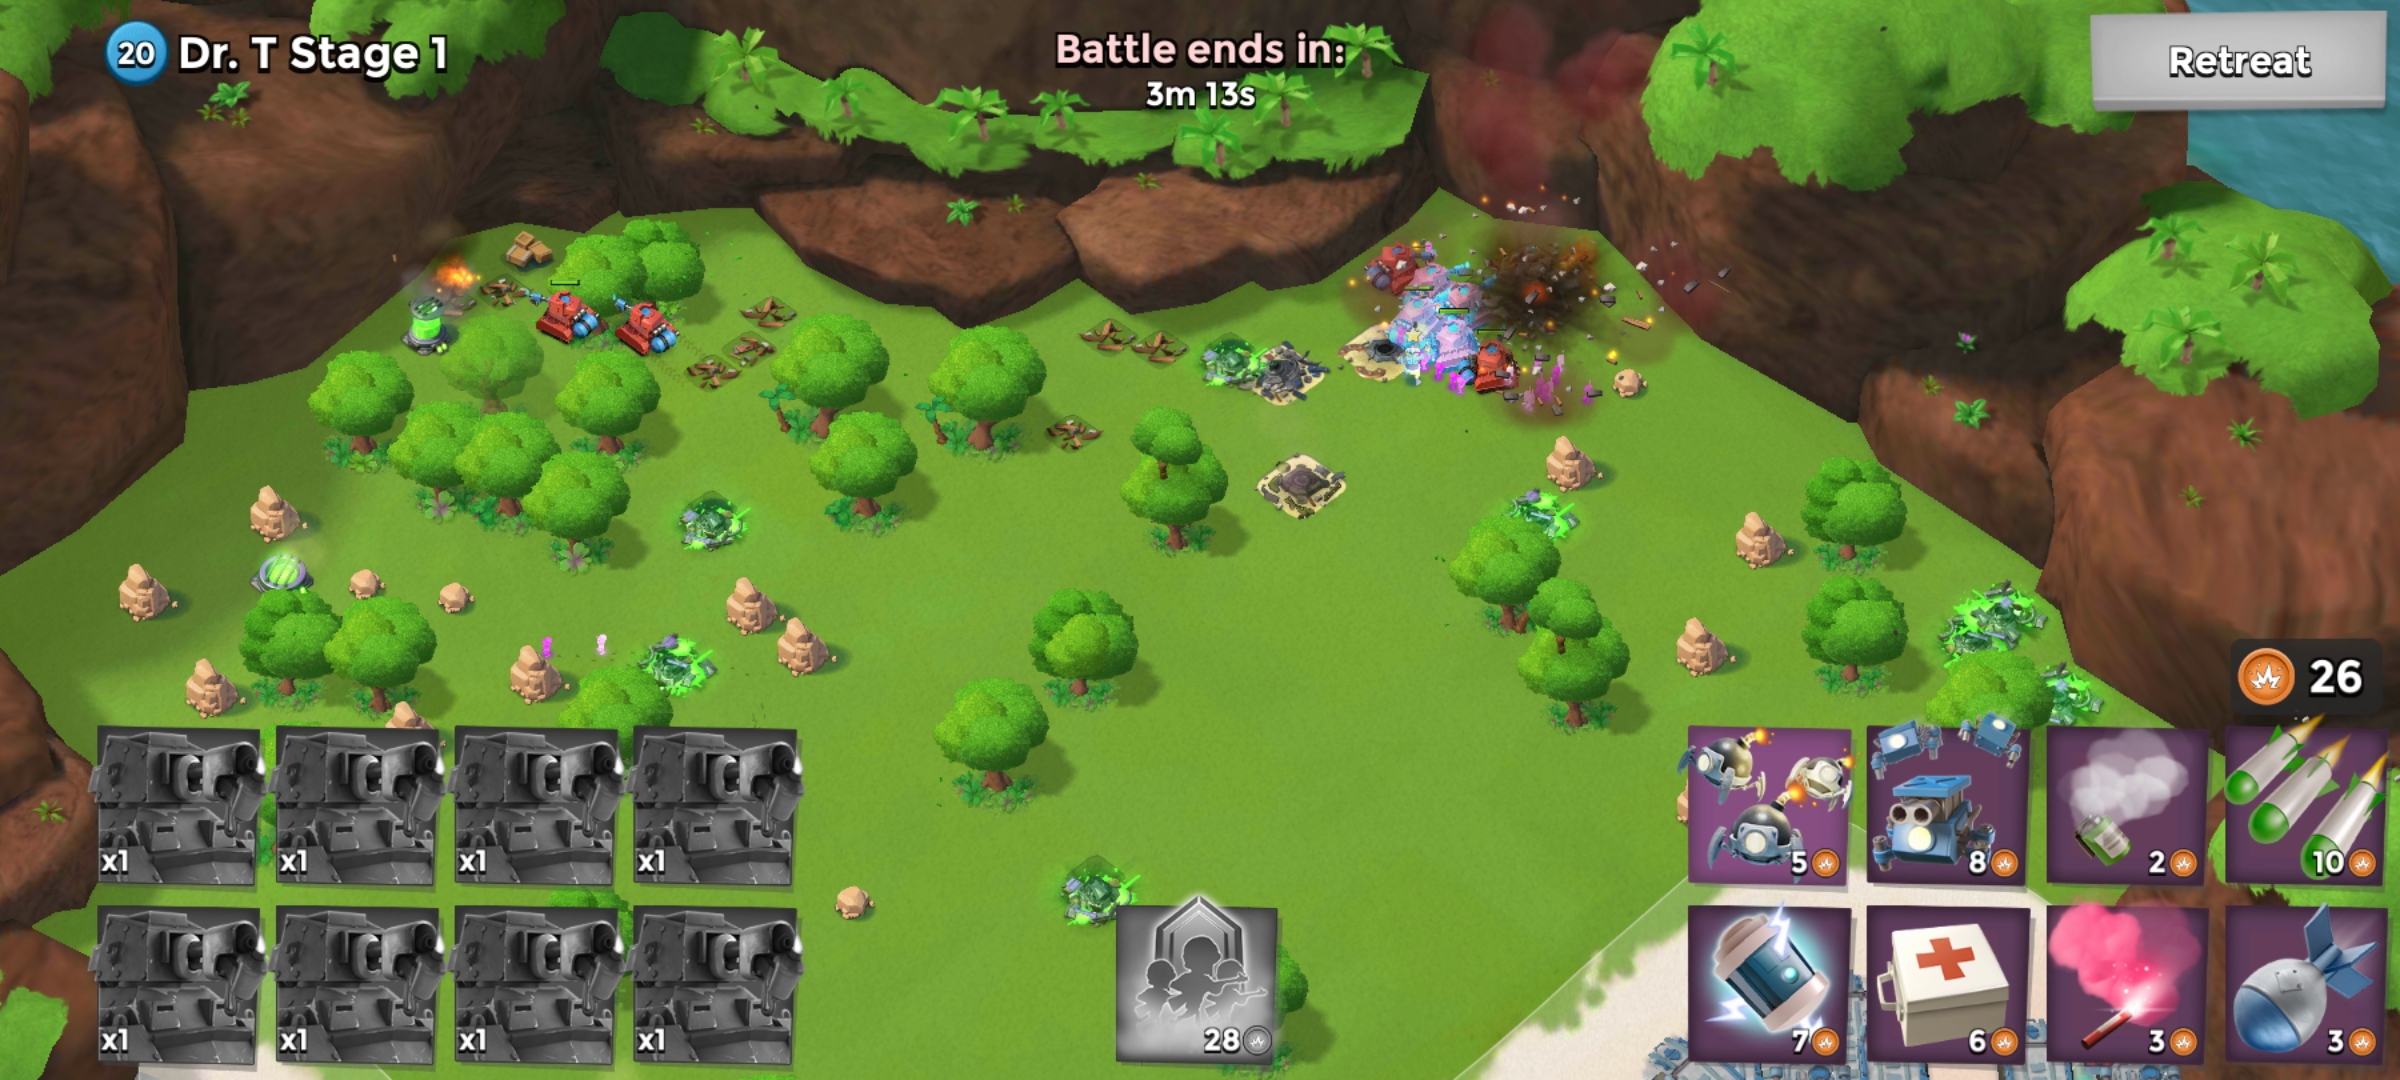 20 Dr. T Stage 1
Battle ends in:
3m 13s
Retreat
26
x1 x1 x1 x1
5 8 2 10
x1 x1 x1 x1
28
7 6 3 3